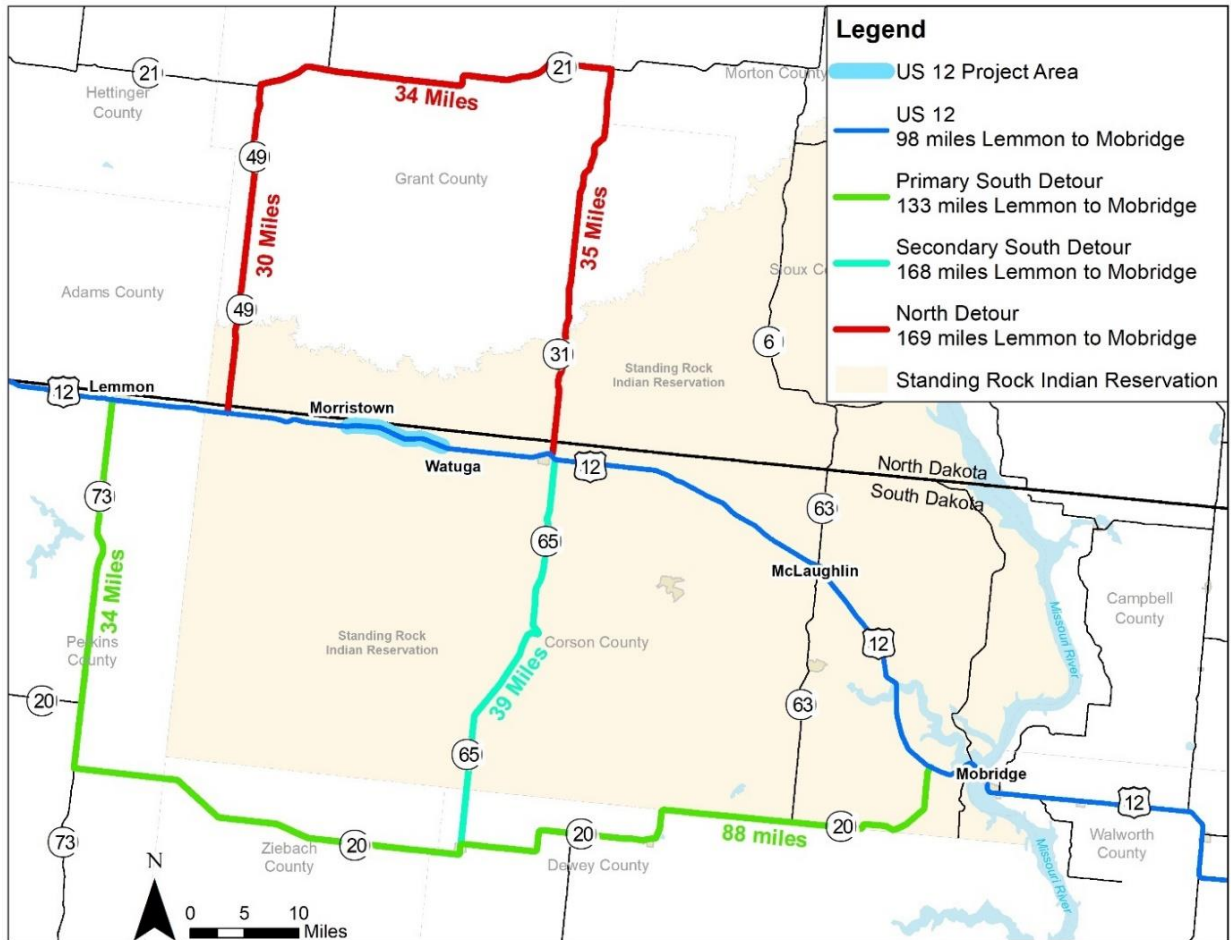 Legend
US 12 Project Area
US 12
98 miles Lemmon to Mobridge
Primary South Detour
133 miles Lemmon to Mobridge
Secondary South Detour
168 miles Lemmon to Mobridge
North Detour
169 miles Lemmon to Mobridge
Standing Rock Indian Reservation
21
Hettinger
County
34 Miles
21
Morton County
49
Grant County
30 Miles
35 Miles
Sioux
Adams County
49
6
31
Standing Rock
Indian Reservation
12
Lemmon
Morristown
Watuga
12
North Dakota
South Dakota
73
63
65
34 Miles
McLaughlin
Campbell
County
Missouri River
Perkins
County
Standing Rock
Indian Reservation
Corson County
12
39 Miles
20
63
65
Mobridge
12
73
20
20
88 miles
20
Ziebach
County
Dewey County
Walworth
County
Missouri River
N
0 5 10
Miles